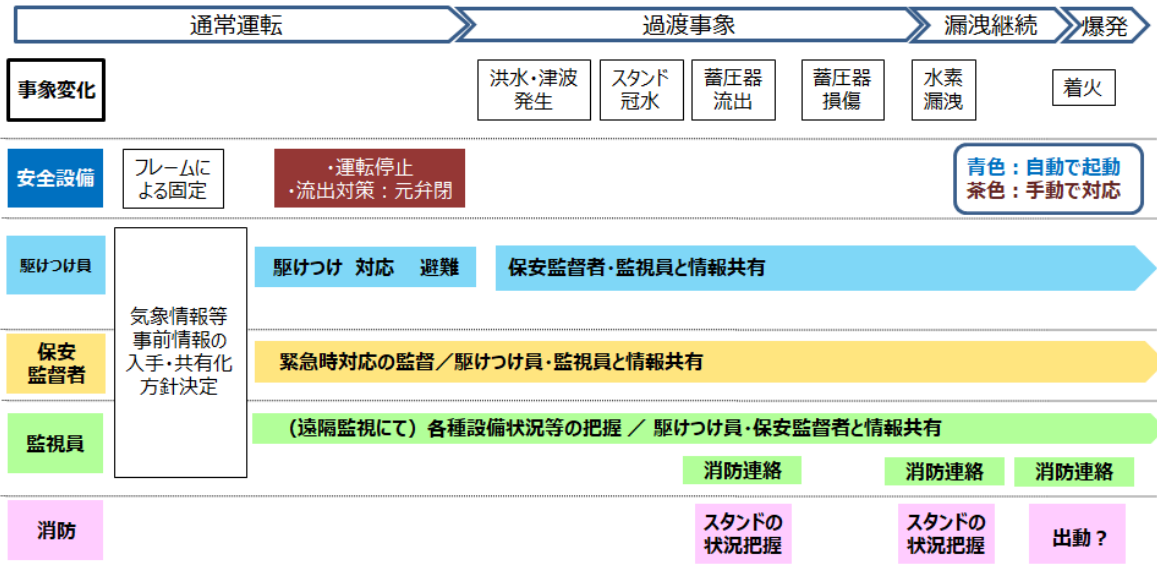 通常運転
過渡事象
漏洩継続
爆発
事象変化
洪水・津波
発生
スタンド
冠水
蓄圧器
流出
蓄圧器
損傷
水素
漏洩
着火
安全設備
フレームに
よる固定
・運転停止
・流出対策：元弁閉
青色：自動で起動
茶色：手動で対応
駆けつけ員
気象情報等
事前情報の
入手・共有化
方針決定
駆けつけ 対応 避難
保安監督者・監視員と情報共有
保安
監督者
緊急時対応の監督／駆けつけ員・監視員と情報共有
監視員
（遠隔監視にて）各種設備状況等の把握 ／ 駆けつけ員・保安監督者と情報共有
消防連絡
消防連絡
消防連絡
消防
スタンドの
状況把握
スタンドの
状況把握
出動？